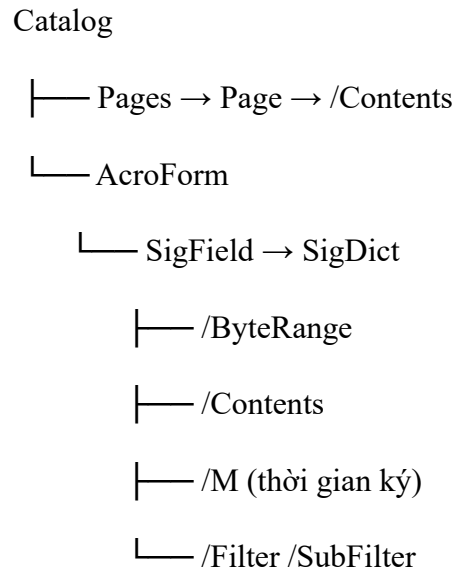 Catalog
├── Pages → Page → /Contents
└── AcroForm
└── SigField → SigDict
├── /ByteRange
├── /Contents
├── /M (thời gian ký)
└── /Filter /SubFilter